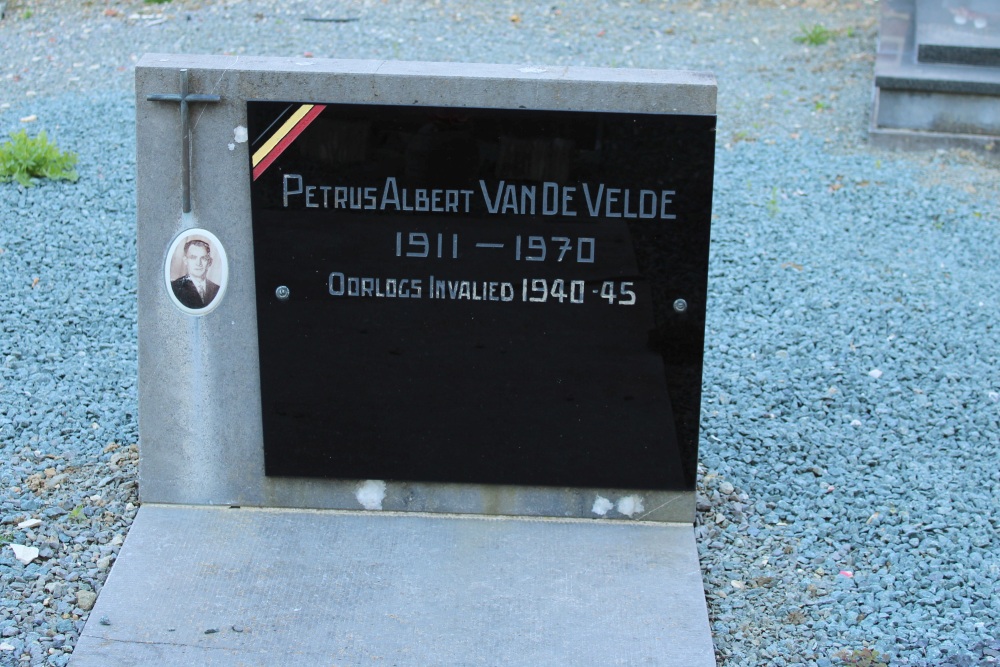 Petrus Albert Van De Velde
1911 — 1970
Oorlogs Invalied 1940-45